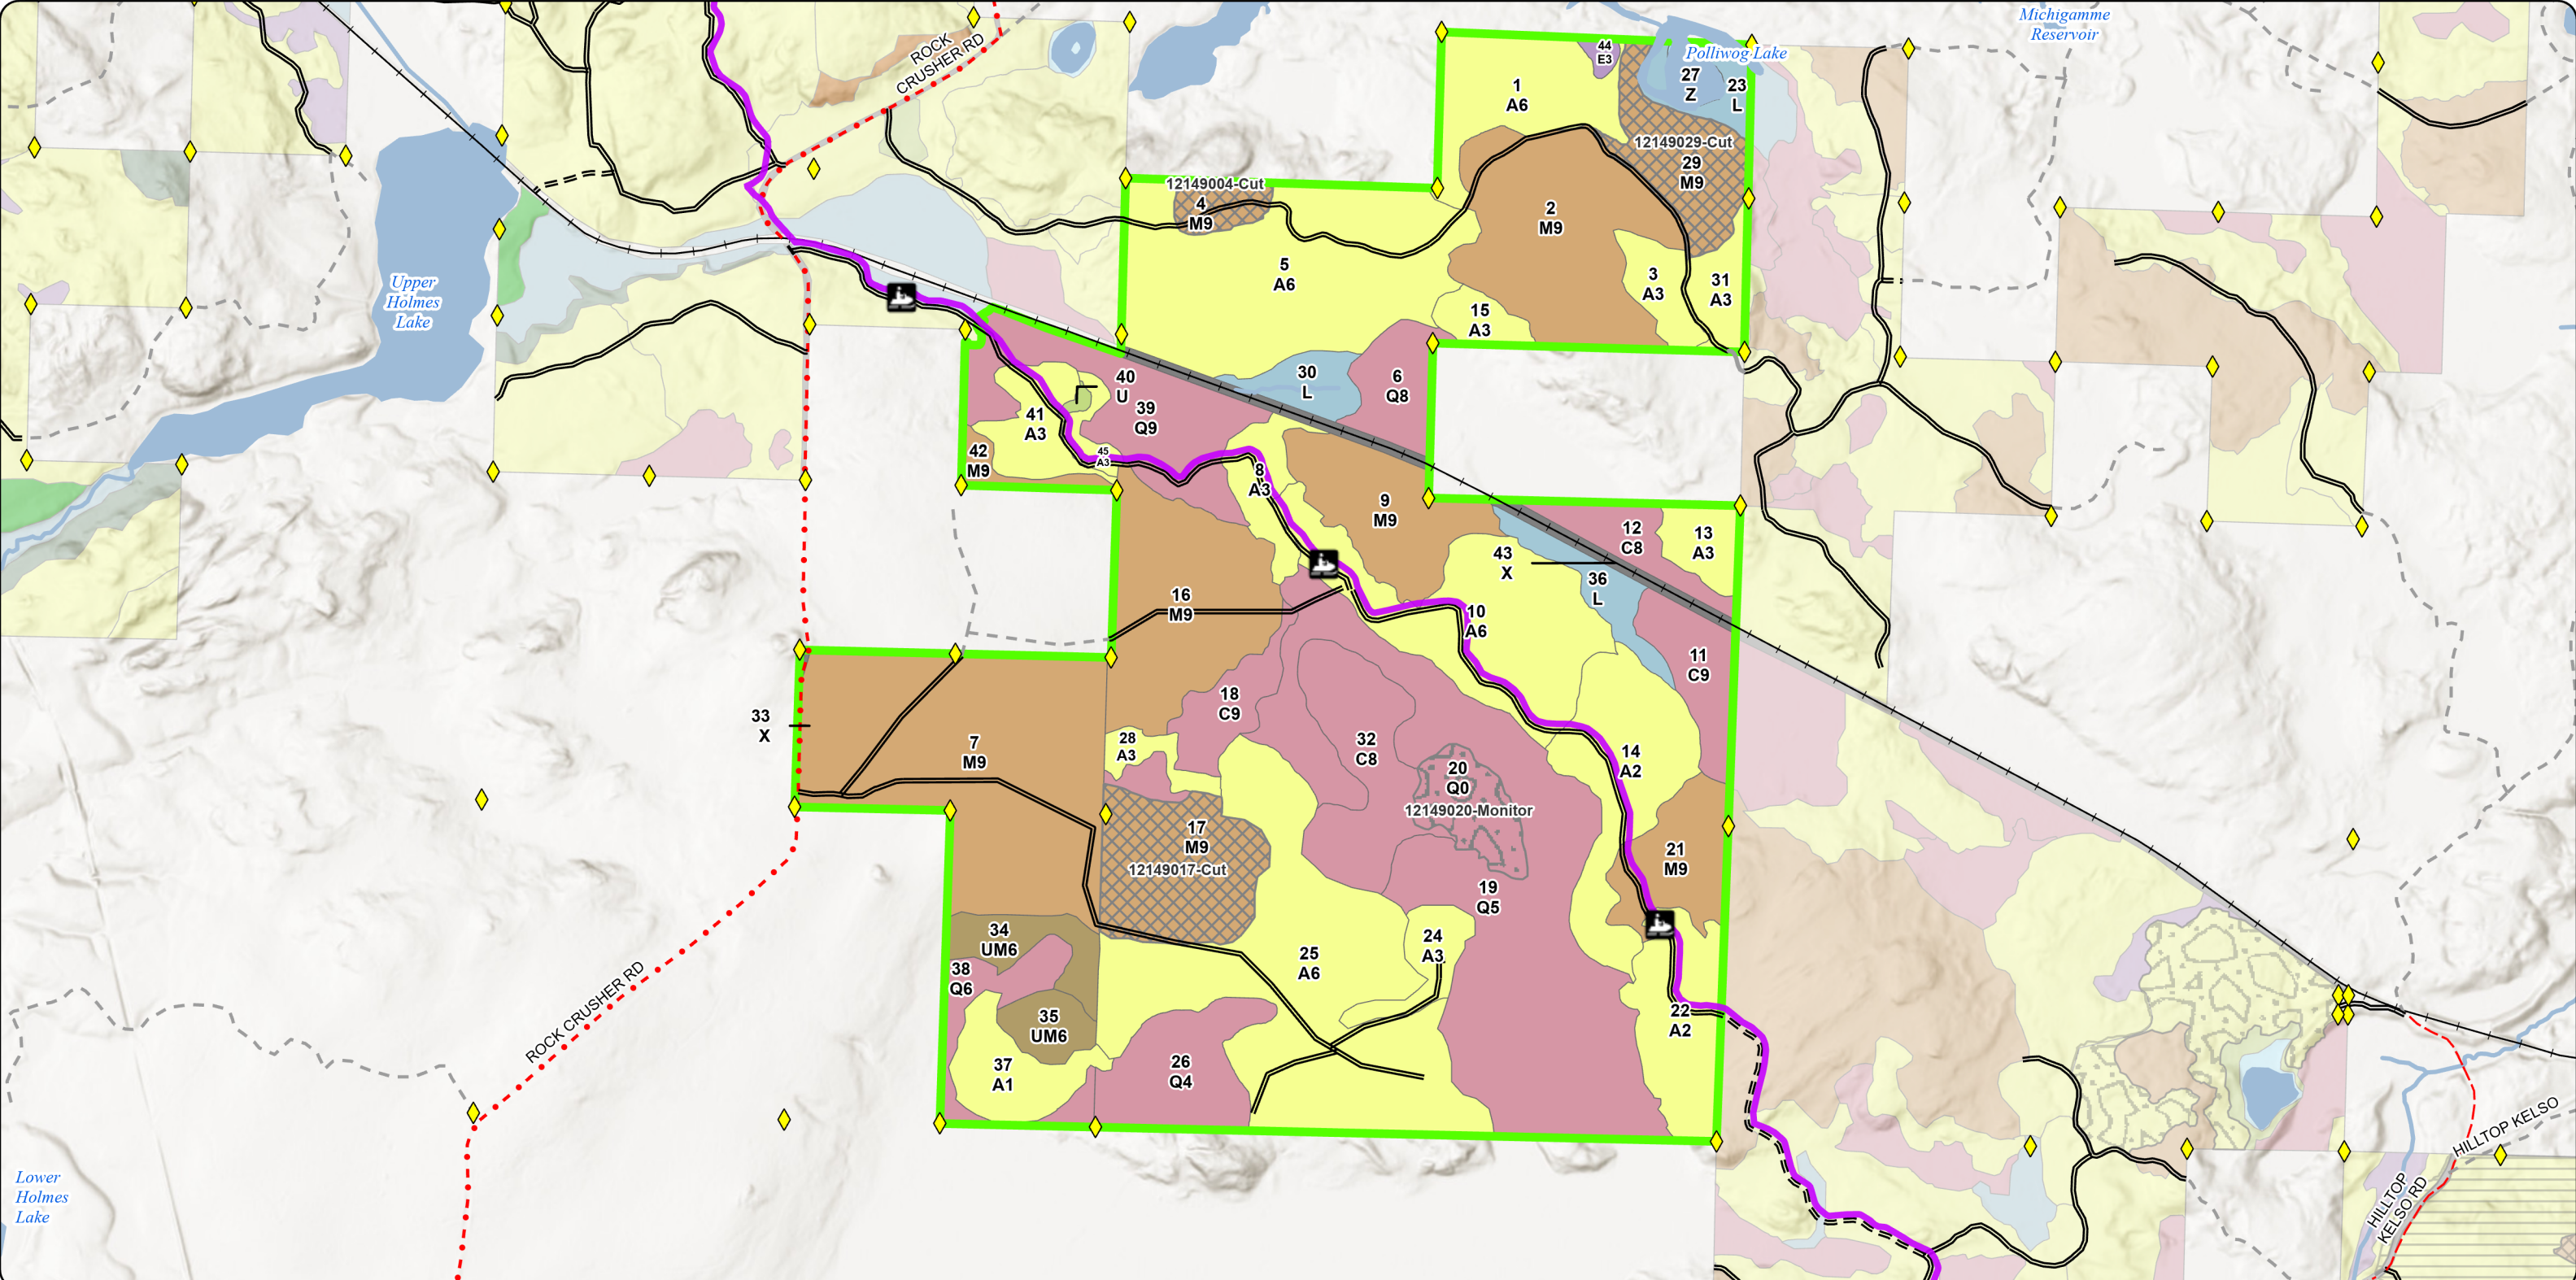 Michigamme
Reservoir
ROCK
CRUSHER RD
44
E3
Polliwog Lake
27
Z
23
L
1
A6
12149029-Cut
29
M9
12149004-Cut
4
M9
2
M9
5
A6
3
A3
31
A3
15
A3
Upper
Holmes
Lake
30
L
6
Q8
40
U
39
Q9
41
A3
42
M9
45
A3
8
A3
9
M9
12
C8
13
A3
43
X
36
L
16
M9
10
A6
11
C9
18
C9
33
X
7
M9
28
A3
32
C8
14
A2
20
Q0
12149020-Monitor
17
M9
12149017-Cut
21
M9
19
Q5
34
UM6
38
Q6
25
A6
24
A3
35
UM6
22
A2
37
A1
26
Q4
ROCK CRUSHER RD
Lower
Holmes
Lake
HILLTOP KELSO
HILLTOP
KELSO RD